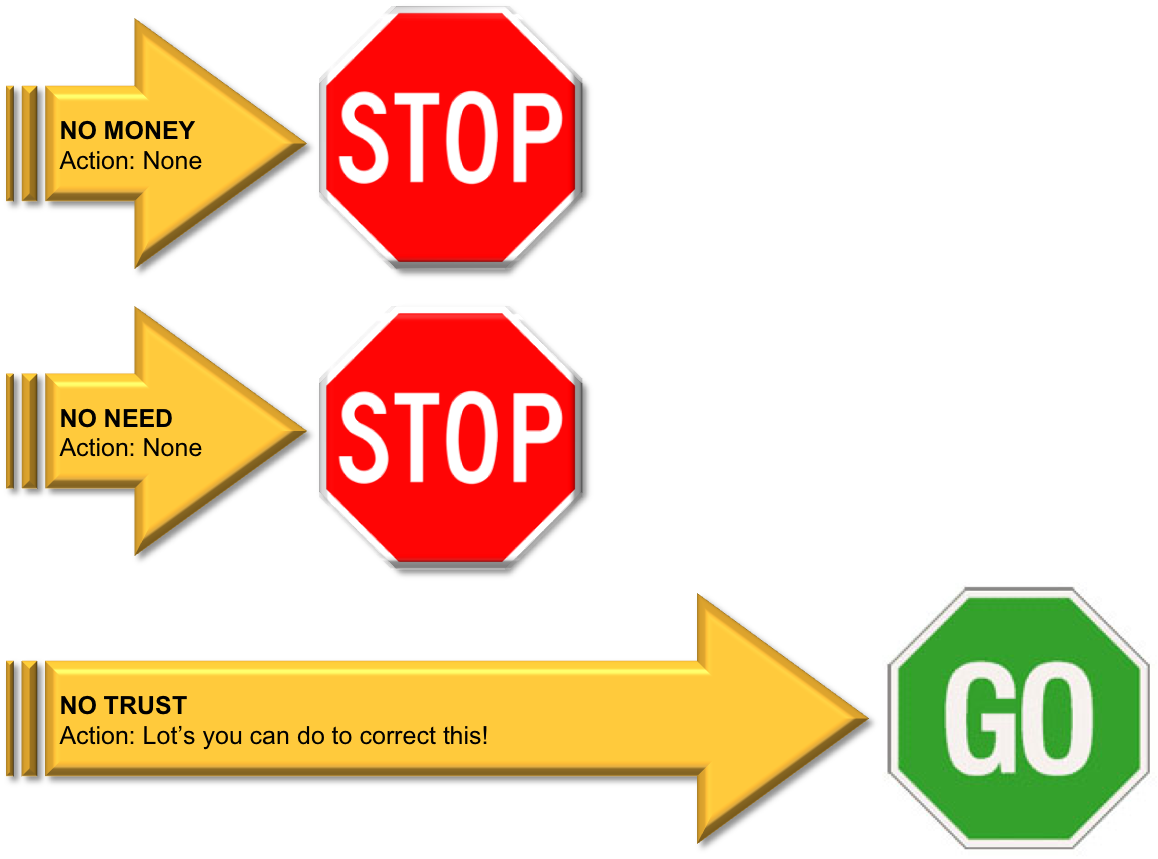 NO MONEY
Action: None
STOP
NO NEED
Action: None
STOP
NO TRUST
Action: Lot’s you can do to correct this!
GO